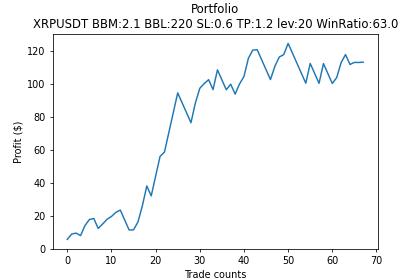 Portfolio
XRPUSDT BBM:2.1 BBL:220 SL:0.6 TP:1.2 lev:20 WinRatio:63.0
120
100
80
60
40
20
0
Profit ($)
0 10 20 30 40 50 60 70
Trade counts